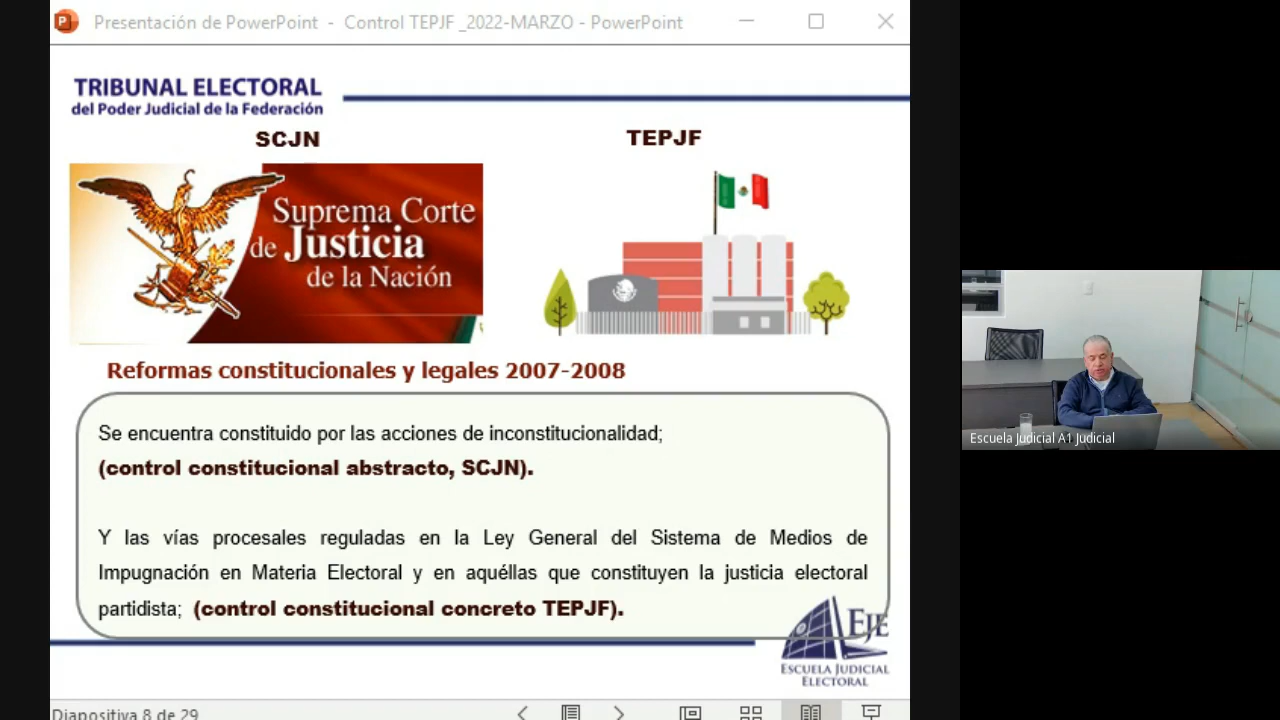 Presentación de PowerPoint - Control TEPJF _2022-MARZO - PowerPoint
TRIBUNAL ELECTORAL
del Poder Judicial de la Federación
SCJN
TEPJF
Suprema Corte
de Justicia
de la Nación
Reformas constitucionales y legales 2007-2008
Se encuentra constituido por las acciones de inconstitucionalidad;
(control constitucional abstracto, SCJN).
Y las vías procesales reguladas en la Ley General del Sistema de Medios de
Impugnación en Materia Electoral y en aquéllas que constituyen la justicia electoral
partidista; (control constitucional concreto TEPJF).
EJE
ESCUELA JUDICIAL
ELECTORAL
Diapositiva 8 de 29
Escuela Judicial A1 Judicial